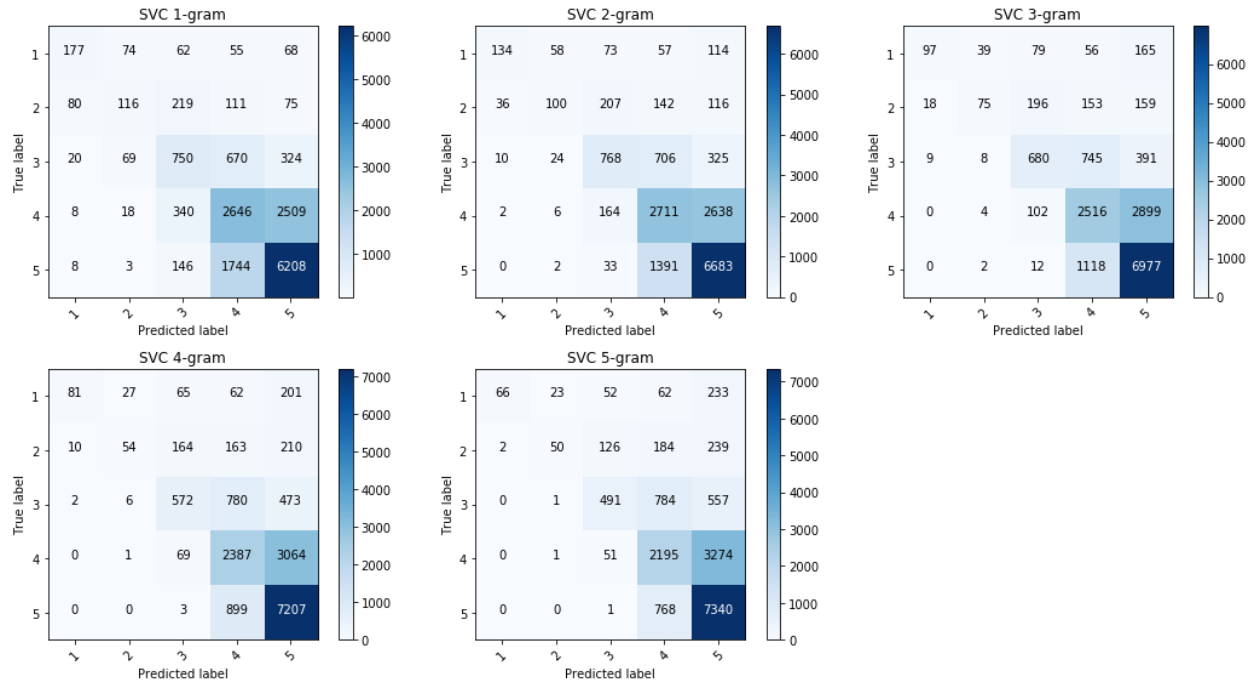 SVC 1-gram
1 177 74 62 55 68
2 80 116 219 111 75
3 20 69 750 670 324
4 8 18 340 2646 2509
5 8 3 146 1744 6208
1 2 3 4 5
True label
Predicted label
6000
5000
4000
3000
2000
1000
SVC 2-gram
1 134 58 73 57 114
2 36 100 207 142 116
3 10 24 768 706 325
4 2 6 164 2711 2638
5 0 2 33 1391 6683
1 2 3 4 5
True label
Predicted label
6000
5000
4000
3000
2000
1000
0
SVC 3-gram
1 97 39 79 56 165
2 18 75 196 153 159
3 9 8 680 745 391
4 0 4 102 2516 2899
5 0 2 12 1118 6977
1 2 3 4 5
True label
Predicted label
6000
5000
4000
3000
2000
1000
0
SVC 4-gram
1 81 27 65 62 201
2 10 54 164 163 210
3 2 6 572 780 473
4 0 1 69 2387 3064
5 0 0 3 899 7207
1 2 3 4 5
True label
Predicted label
7000
6000
5000
4000
3000
2000
1000
0
SVC 5-gram
1 66 23 52 62 233
2 2 50 126 184 239
3 0 1 491 784 557
4 0 1 51 2195 3274
5 0 0 1 768 7340
1 2 3 4 5
True label
Predicted label
7000
6000
5000
4000
3000
2000
1000
0